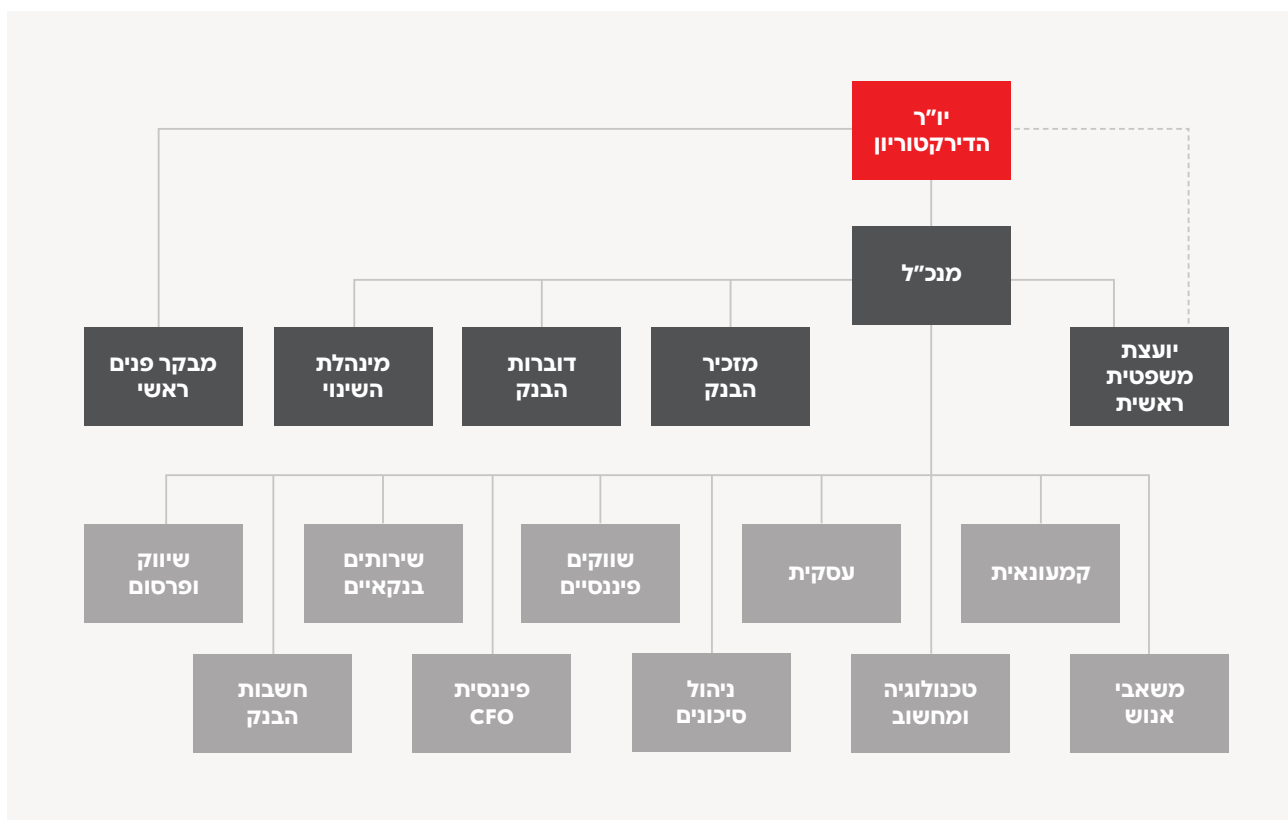 יו"ר
הדירקטוריון
מנכ"ל
יועצת
משפטית
ראשית
מזכיר
הבנק
דוברות
הבנק
מינהלת
השינוי
מבקר פנים
ראשי
קמעונאית
עסקית
שווקים
פיננסיים
שירותים
בנקאיים
שיווק
ופרסום
משאבי
אנוש
טכנולוגיה
ומחשוב
ניהול
סיכונים
פיננסית
CFO
חשבות
הבנק